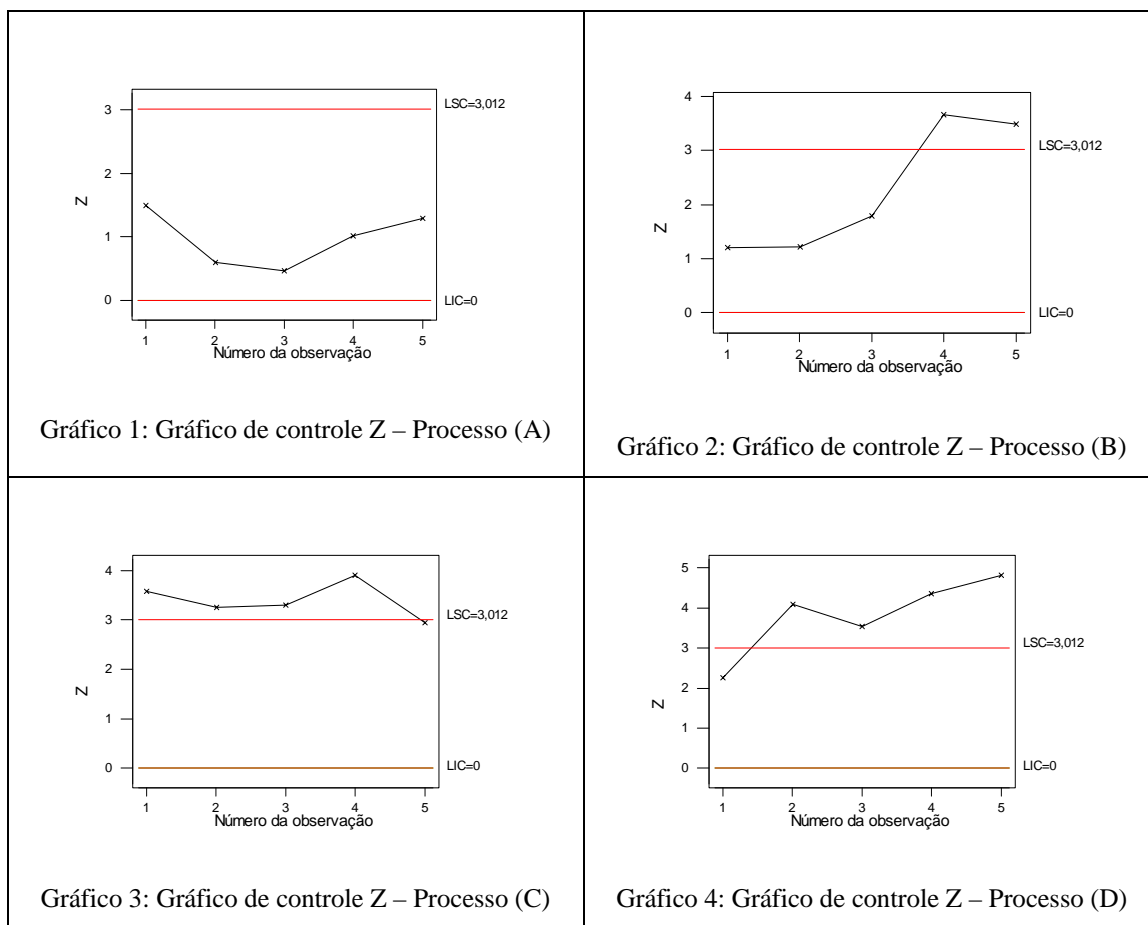 3
2
1
0
Z
LSC=3,012
LIC=0
1 2 3 4 5
Número da observação
Gráfico 1: Gráfico de controle Z – Processo (A)
4
3
2
1
0
Z
LSC=3,012
LIC=0
1 2 3 4 5
Número da observação
Gráfico 2: Gráfico de controle Z – Processo (B)
4
3
2
1
0
Z
LSC=3,012
LIC=0
1 2 3 4 5
Número da observação
Gráfico 3: Gráfico de controle Z – Processo (C)
5
4
3
2
1
0
Z
LSC=3,012
LIC=0
1 2 3 4 5
Número da observação
Gráfico 4: Gráfico de controle Z – Processo (D)